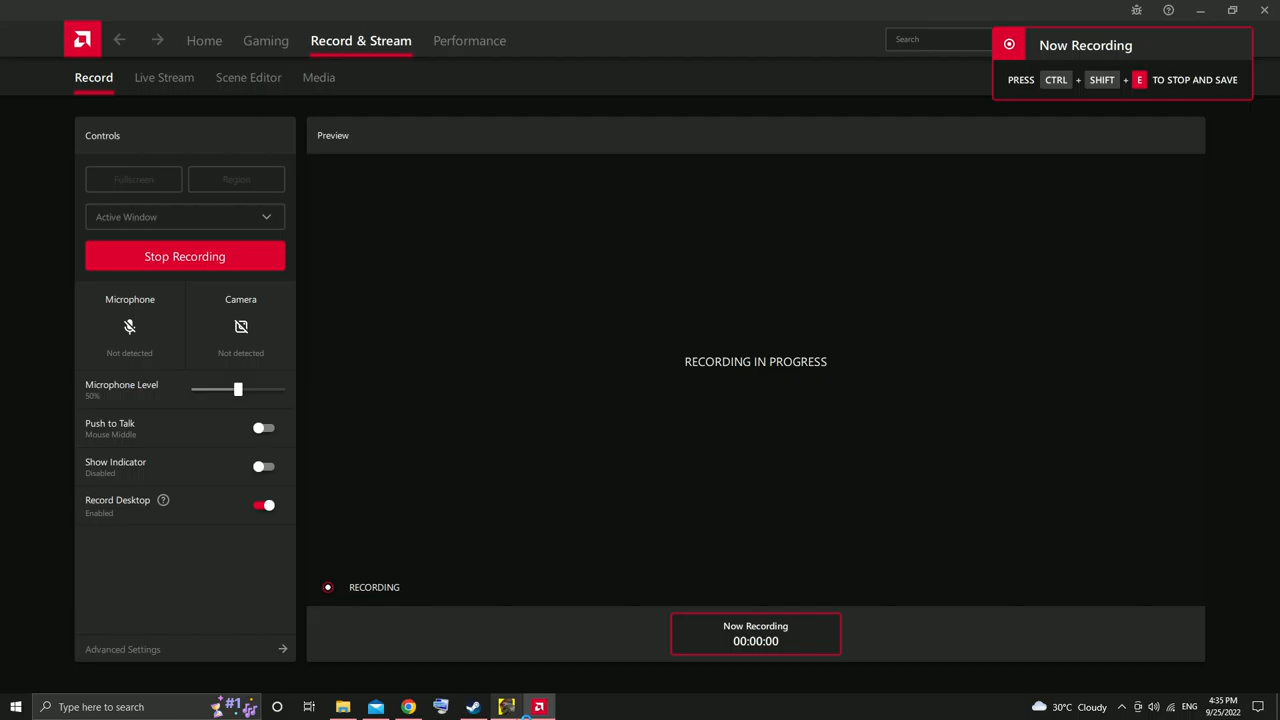 Home Gaming Record & Stream Performance
Search
Now Recording
PRESS CTRL + SHIFT + E TO STOP AND SAVE
Record Live Stream Scene Editor Media
Controls
Preview
Fullscreen Region
Active Window
Stop Recording
Microphone Camera
Not detected Not detected
Microphone Level
50%
Push to Talk
Mouse Middle
Show Indicator
Disabled
Record Desktop
Enabled
RECORDING IN PROGRESS
RECORDING
Now Recording
00:00:00
Advanced Settings
Type here to search
#1
30°C Cloudy
ENG
4:35 PM
9/25/2022